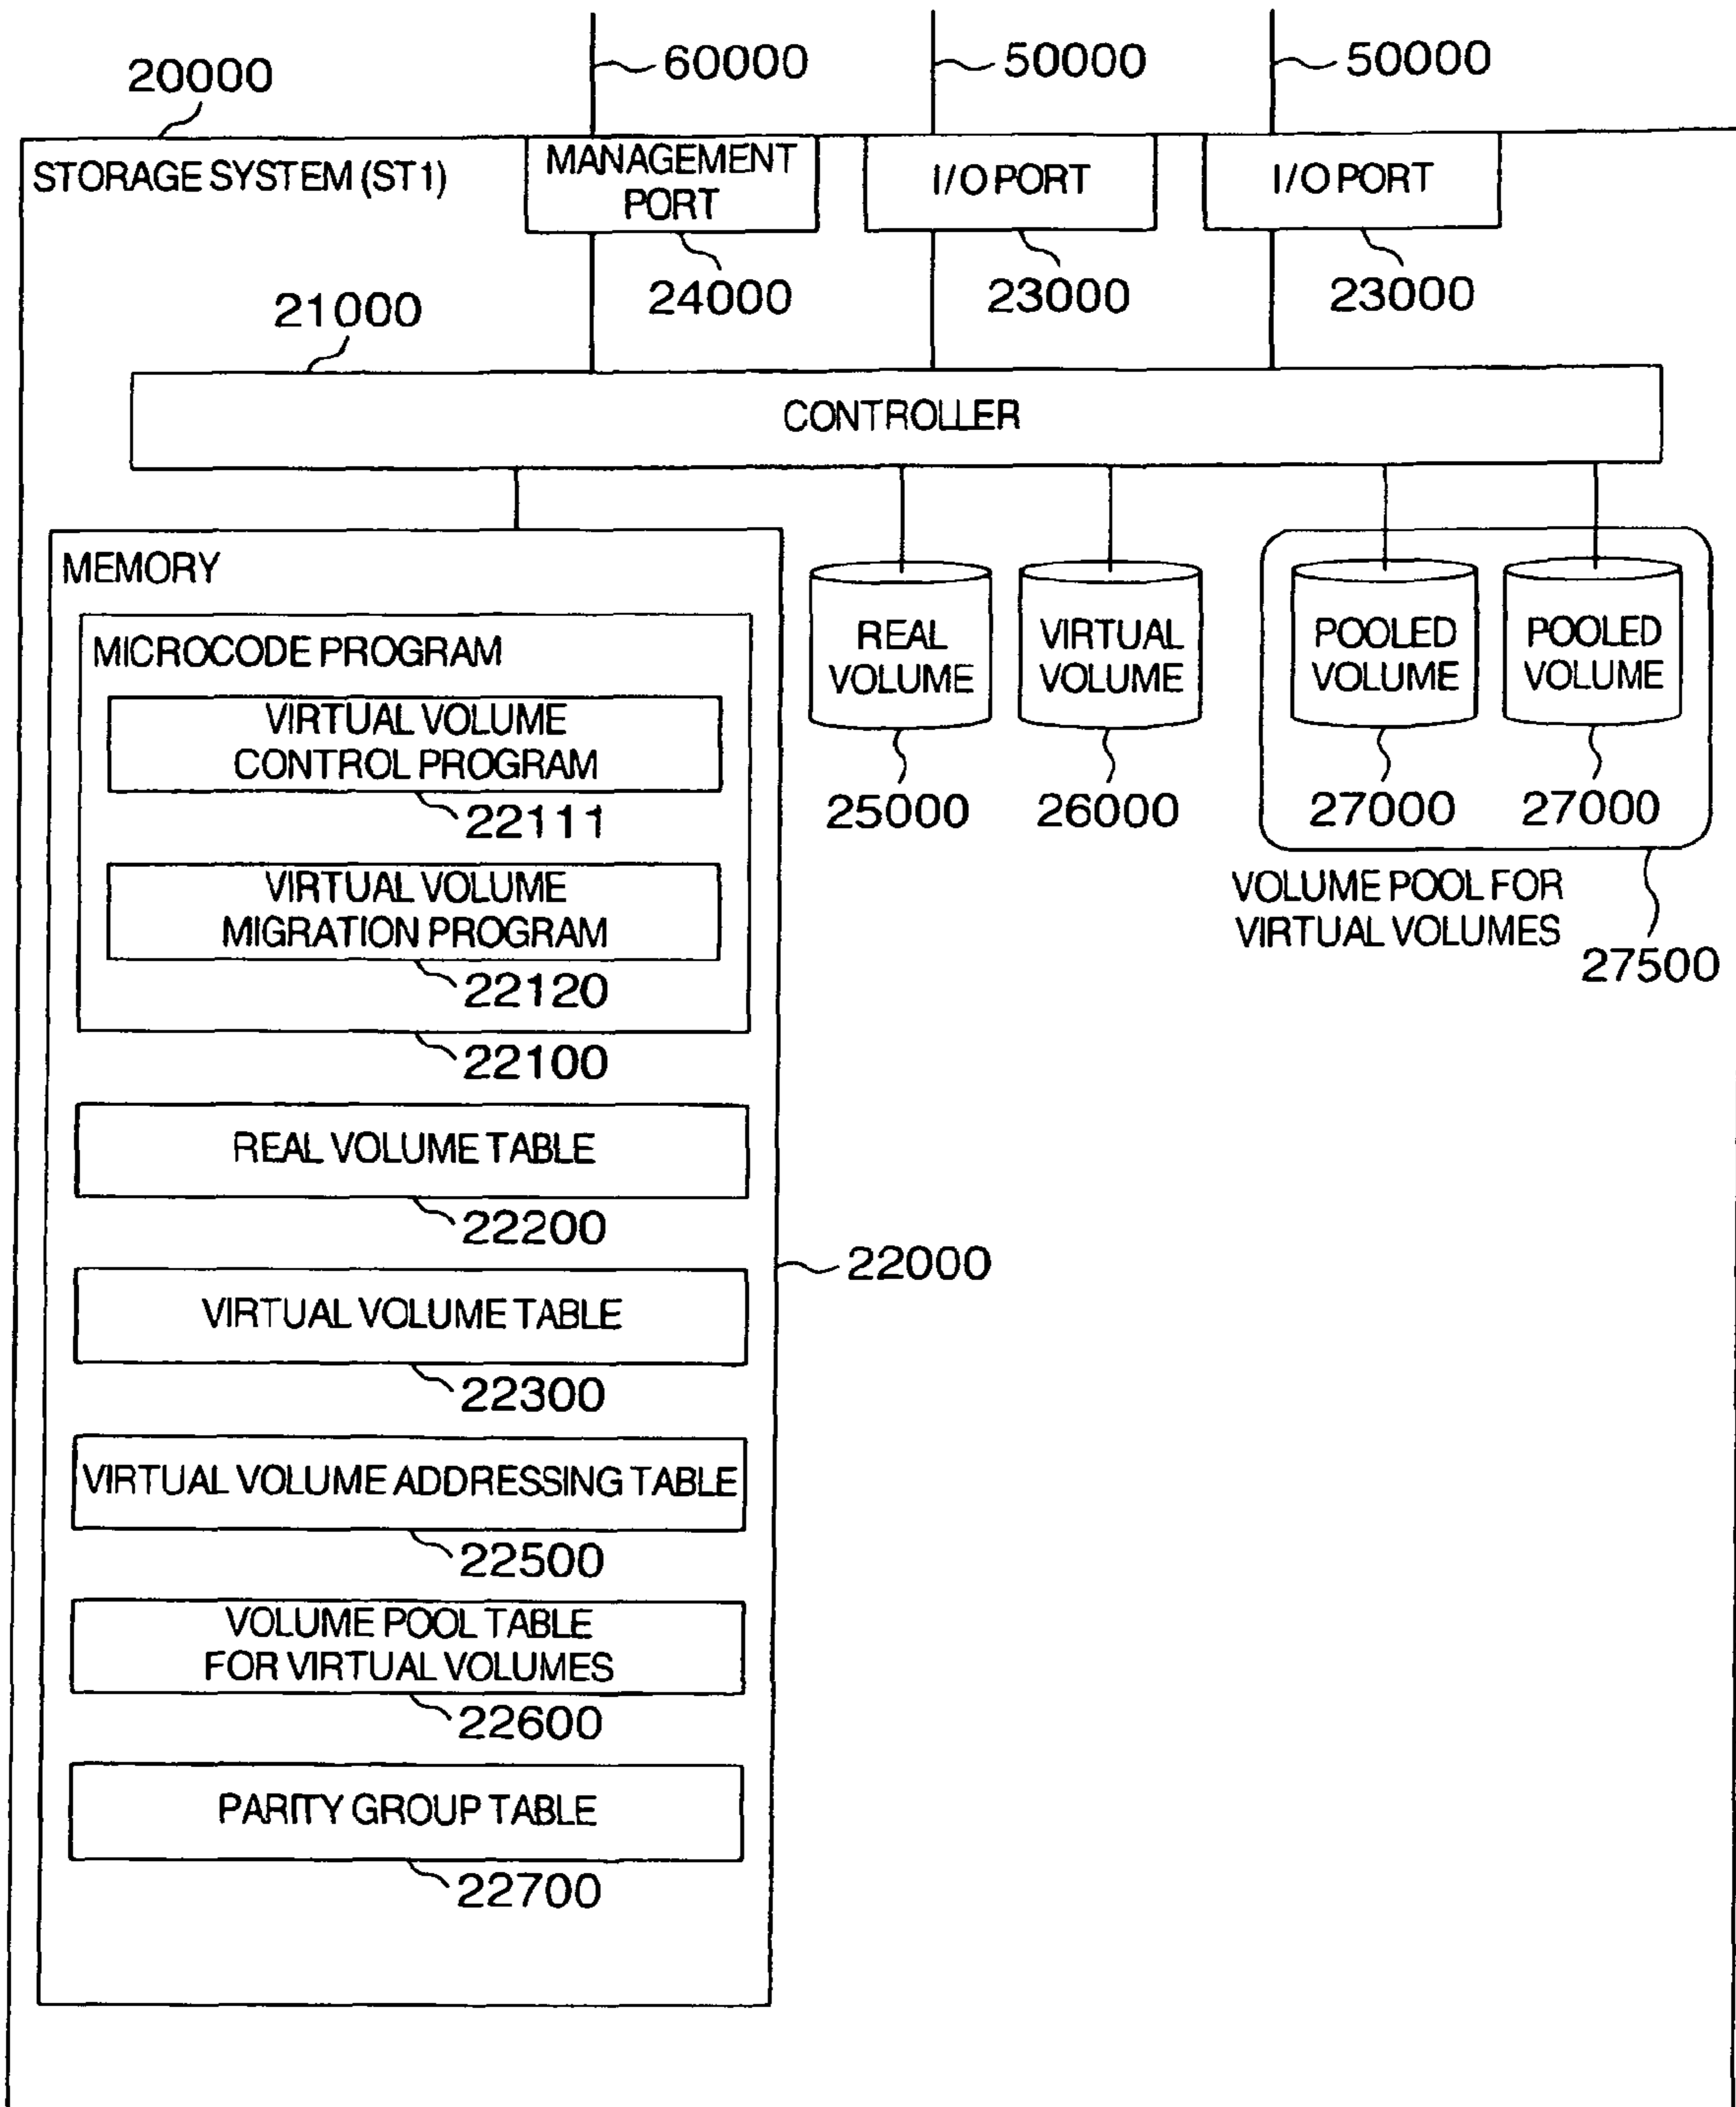 60000
50000
50000
20000
STORAGE SYSTEM (ST1)
MANAGEMENT
PORT
I/O PORT
I/O PORT
24000
23000
23000
21000
CONTROLLER
MEMORY
MICROCODE PROGRAM
VIRTUAL VOLUME
CONTROL PROGRAM
22111
VIRTUAL VOLUME
MIGRATION PROGRAM
22120
22100
REAL VOLUME TABLE
22200
VIRTUAL VOLUME TABLE
22300
VIRTUAL VOLUME ADDRESSING TABLE
22500
VOLUME POOL TABLE
FOR VIRTUAL VOLUMES
22600
PARITY GROUP TABLE
22700
22000
REAL
VOLUME
25000
VIRTUAL
VOLUME
26000
POOLED
VOLUME
27000
POOLED
VOLUME
27000
VOLUME POOL FOR
VIRTUAL VOLUMES
27500